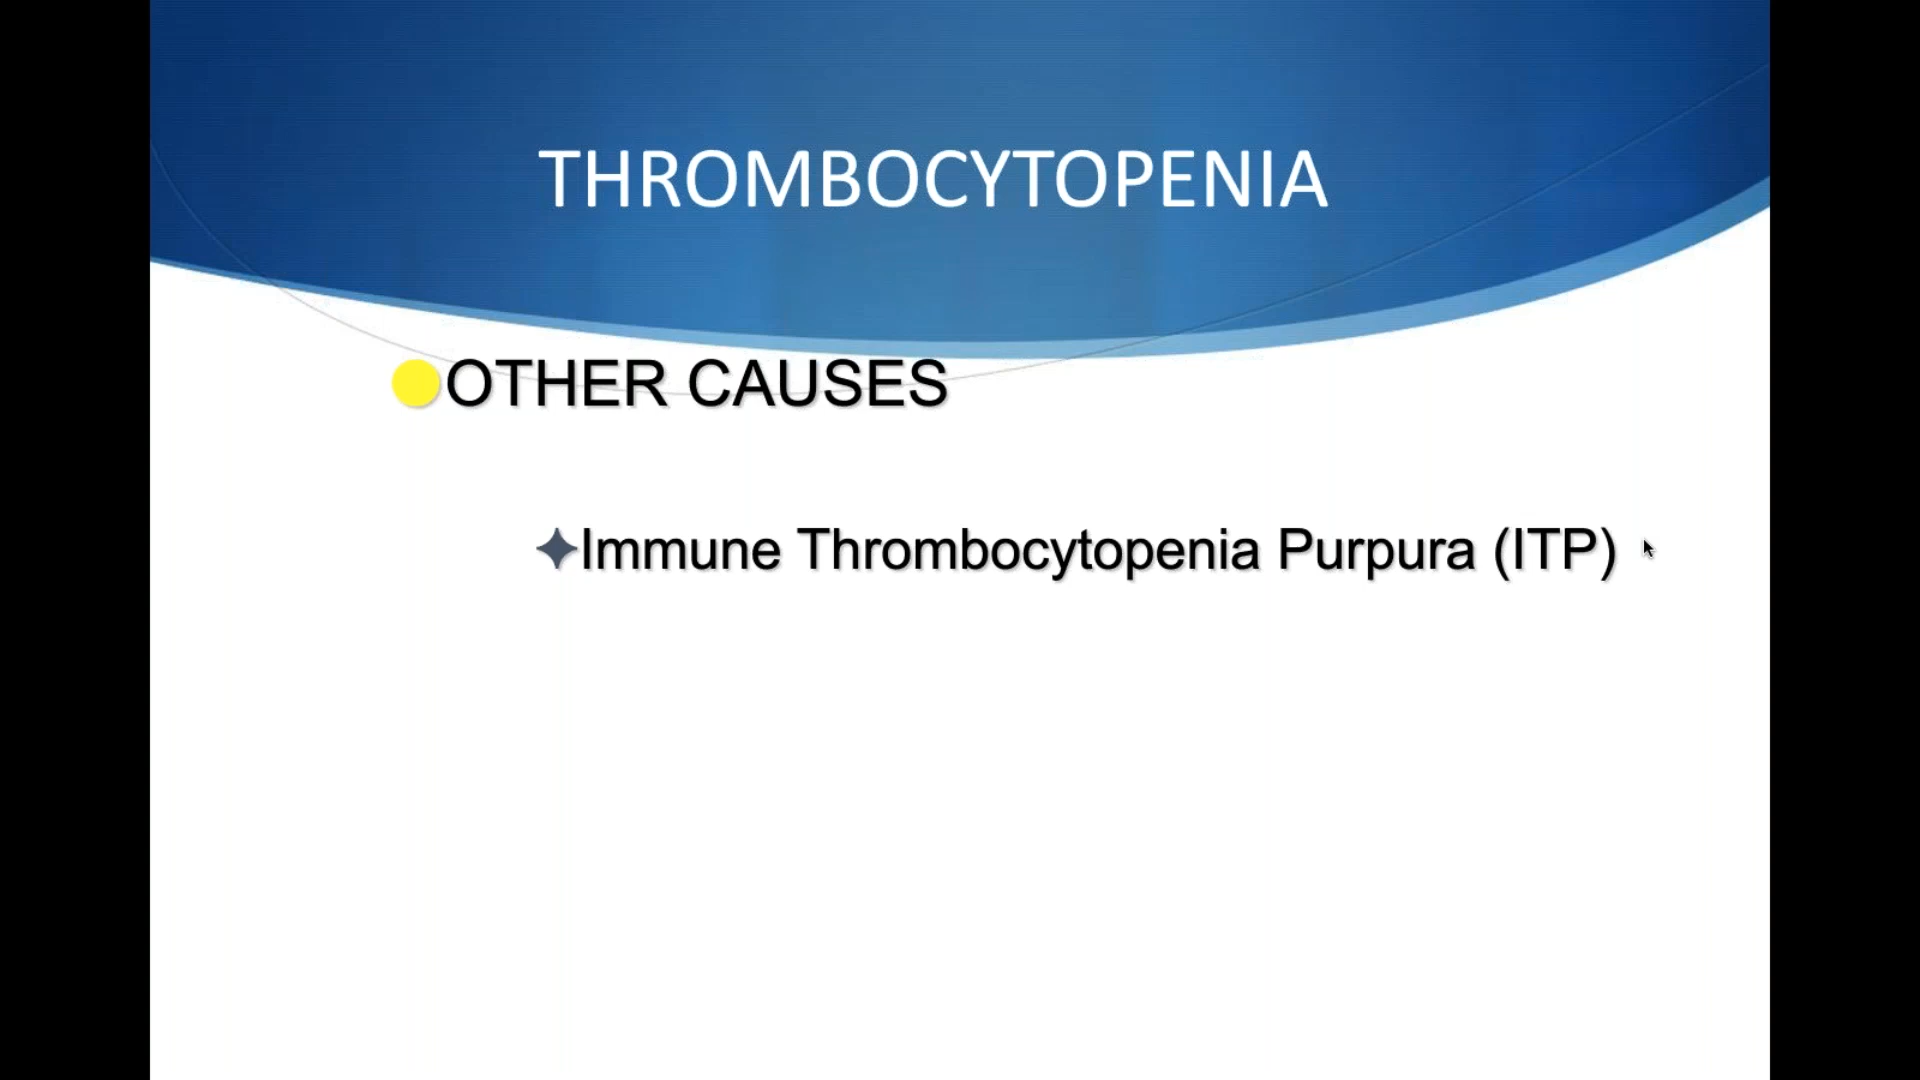 THROMBOCYTOPENIA
OTHER CAUSES
Immune Thrombocytopenia Purpura (ITP)